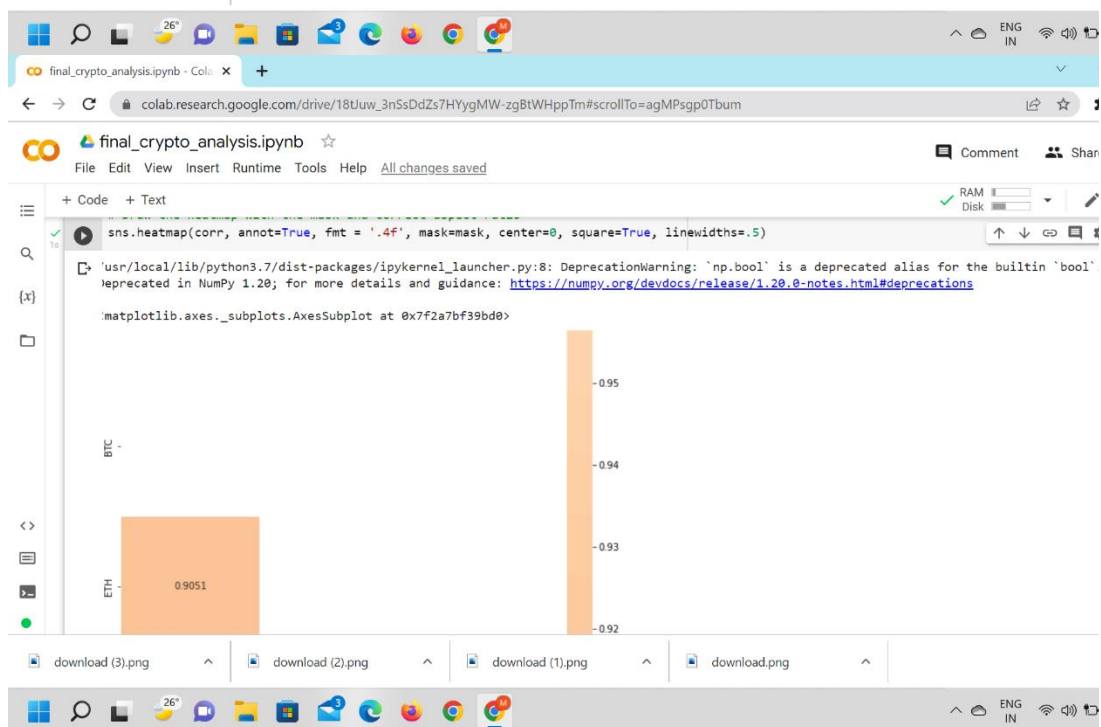 26°
3
M
ENG
IN
final_crypto_analysis.ipynb - Cola
colab.research.google.com/drive/18tUuw_3nSsDdZs7HYygMW-zgBtWHppTm#scrollTo=agMPsgp0Tbum
final_crypto_analysis.ipynb
Comment
Shar
File Edit View Insert Runtime Tools Help All changes saved
+ Code + Text
RAM
Disk
sns.heatmap(corr, annot=True, fmt = '.4f', mask=mask, center=0, square=True, linewidths=.5)
1s
'usr/local/lib/python3.7/dist-packages/ipykernel_launcher.py:8: DeprecationWarning: `np.bool` is a deprecated alias for the builtin `bool`.
Deprecated in NumPy 1.20; for more details and guidance: https://numpy.org/devdocs/release/1.20.0-notes.html#deprecations
{x}
:matplotlib.axes._subplots.AxesSubplot at 0x7f2a7bf39bd0>
0.95
BTC
0.94
0.93
ETH
0.9051
0.92
download (3).png
download (2).png
download (1).png
download.png
26°
3
M
ENG
IN